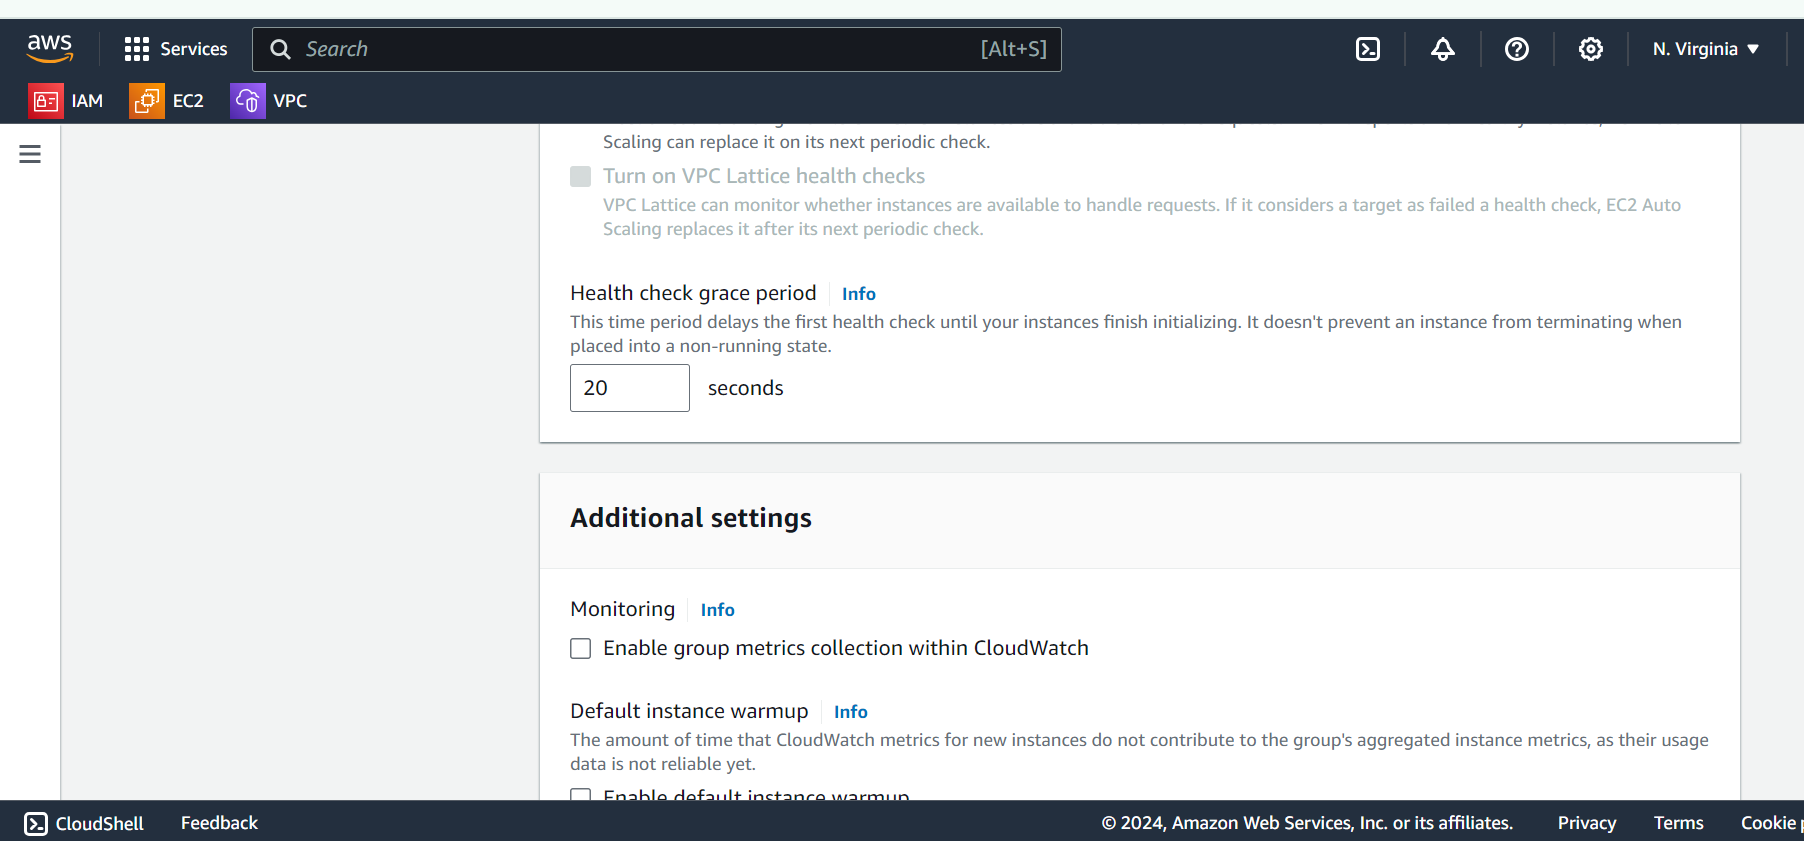 aws
Services
Search
[Alt+S]
N. Virginia
IAM
EC2
VPC
Scaling can replace it on its next periodic check.
Turn on VPC Lattice health checks
VPC Lattice can monitor whether instances are available to handle requests. If it considers a target as failed a health check, EC2 Auto
Scaling replaces it after its next periodic check.
Health check grace period
Info
This time period delays the first health check until your instances finish initializing. It doesn't prevent an instance from terminating when
placed into a non-running state.
20
seconds
Additional settings
Monitoring
Info
Enable group metrics collection within CloudWatch
Default instance warmup
Info
The amount of time that CloudWatch metrics for new instances do not contribute to the group's aggregated instance metrics, as their usage
data is not reliable yet.
Enable default instance warmup
CloudShell
Feedback
© 2024, Amazon Web Services, Inc. or its affiliates.
Privacy
Terms
Cookie